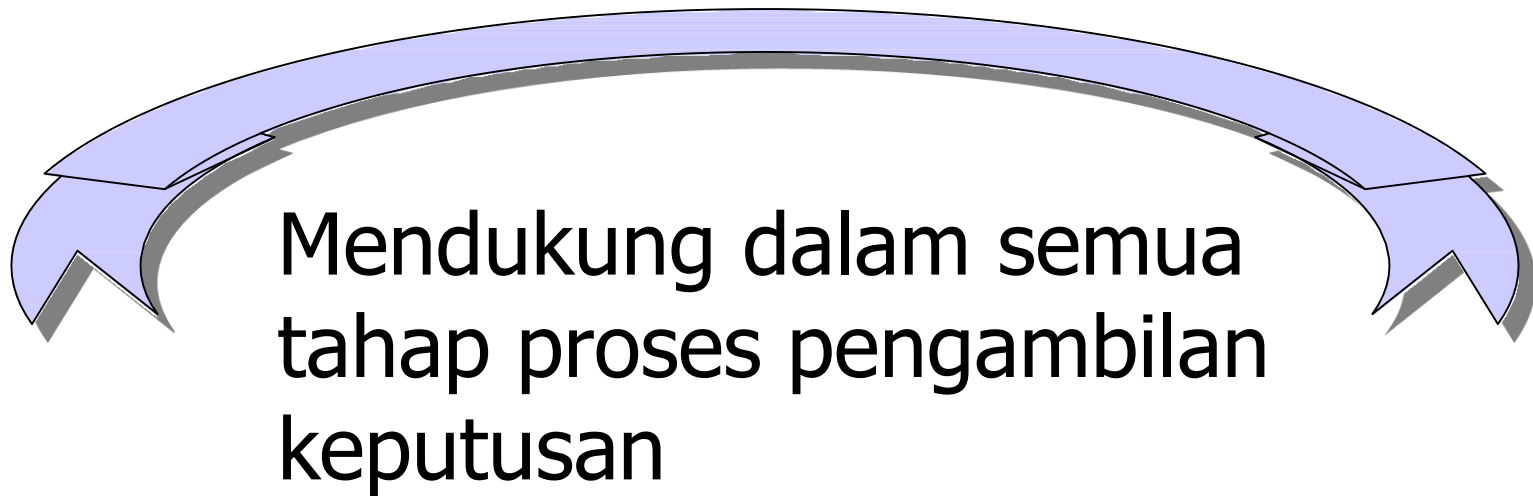 Mendukung dalam semua
tahap proses pengambilan
keputusan